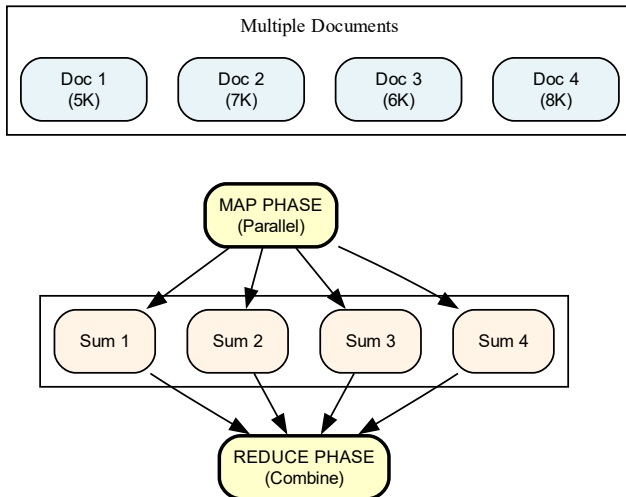 Multiple Documents
Doc 1
(5K)
Doc 2
(7K)
Doc 3
(6K)
Doc 4
(8K)
MAP PHASE
(Parallel)
Sum 1
Sum 2
Sum 3
Sum 4
REDUCE PHASE
(Combine)